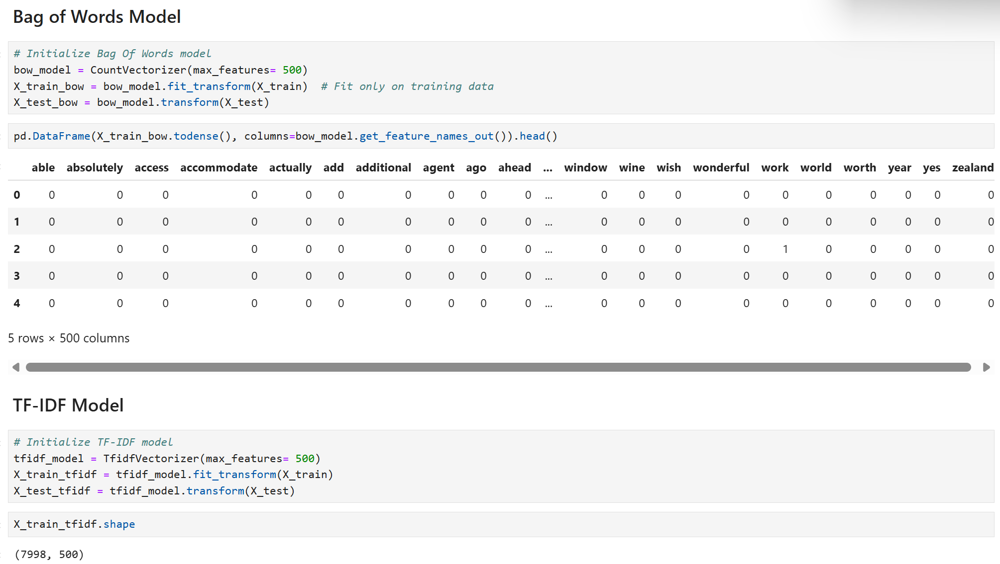 Bag of Words Model
# Initialize Bag Of Words model
bow_model = CountVectorizer(max_features= 500)
X_train_bow = bow_model.fit_transform(X_train)  # Fit only on training data
X_test_bow = bow_model.transform(X_test)
pd.DataFrame(X_train_bow.todense(), columns=bow_model.get_feature_names_out()).head()
able absolutely access accommodate actually add additional agent ago ahead ... window wine wish wonderful work world worth year yes zealand
0 0 0 0 0 0 0 0 0 0 0 ... 0 0 0 0 0 0 0 0 0 0
1 0 0 0 0 0 0 0 0 0 0 ... 0 0 0 0 0 0 0 0 0 0
2 0 0 0 0 0 0 0 0 0 0 ... 0 0 0 0 1 0 0 0 0 0
3 0 0 0 0 0 0 0 0 0 0 ... 0 0 0 0 0 0 0 0 0 0
4 0 0 0 0 0 0 0 0 0 0 ... 0 0 0 0 0 0 0 0 0 0
5 rows × 500 columns
TF-IDF Model
# Initialize TF-IDF model
tfidf_model = TfidfVectorizer(max_features= 500)
X_train_tfidf = tfidf_model.fit_transform(X_train)
X_test_tfidf = tfidf_model.transform(X_test)
X_train_tfidf.shape
(7998, 500)